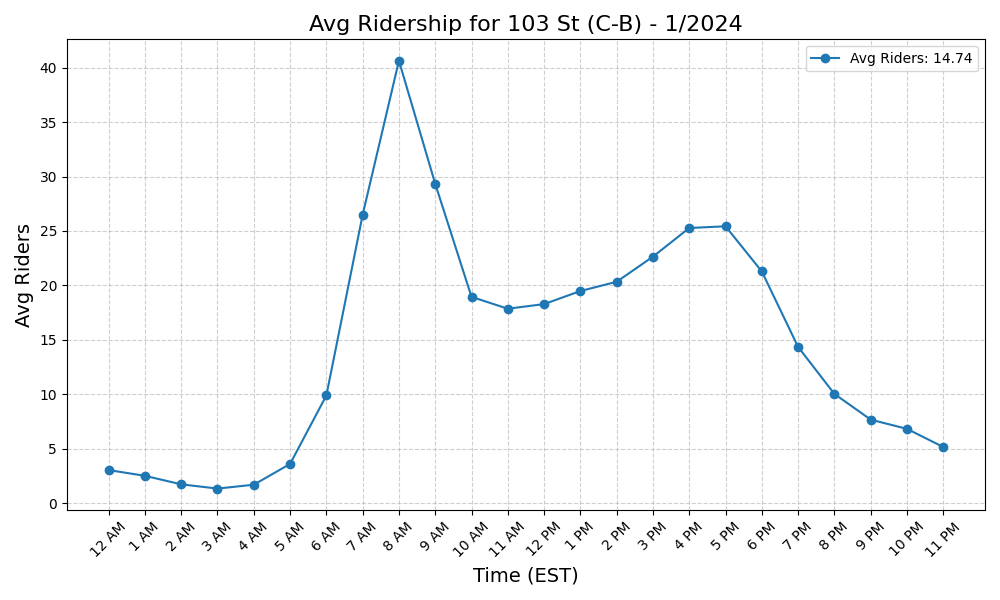 Avg Ridership for 103 St (C-B) - 1/2024
Avg Riders: 14.74
Avg Riders
40
35
30
25
20
15
10
5
0
12 AM
1 AM
2 AM
3 AM
4 AM
5 AM
6 AM
7 AM
8 AM
9 AM
10 AM
11 AM
12 PM
1 PM
2 PM
3 PM
4 PM
5 PM
6 PM
7 PM
8 PM
9 PM
10 PM
11 PM
Time (EST)